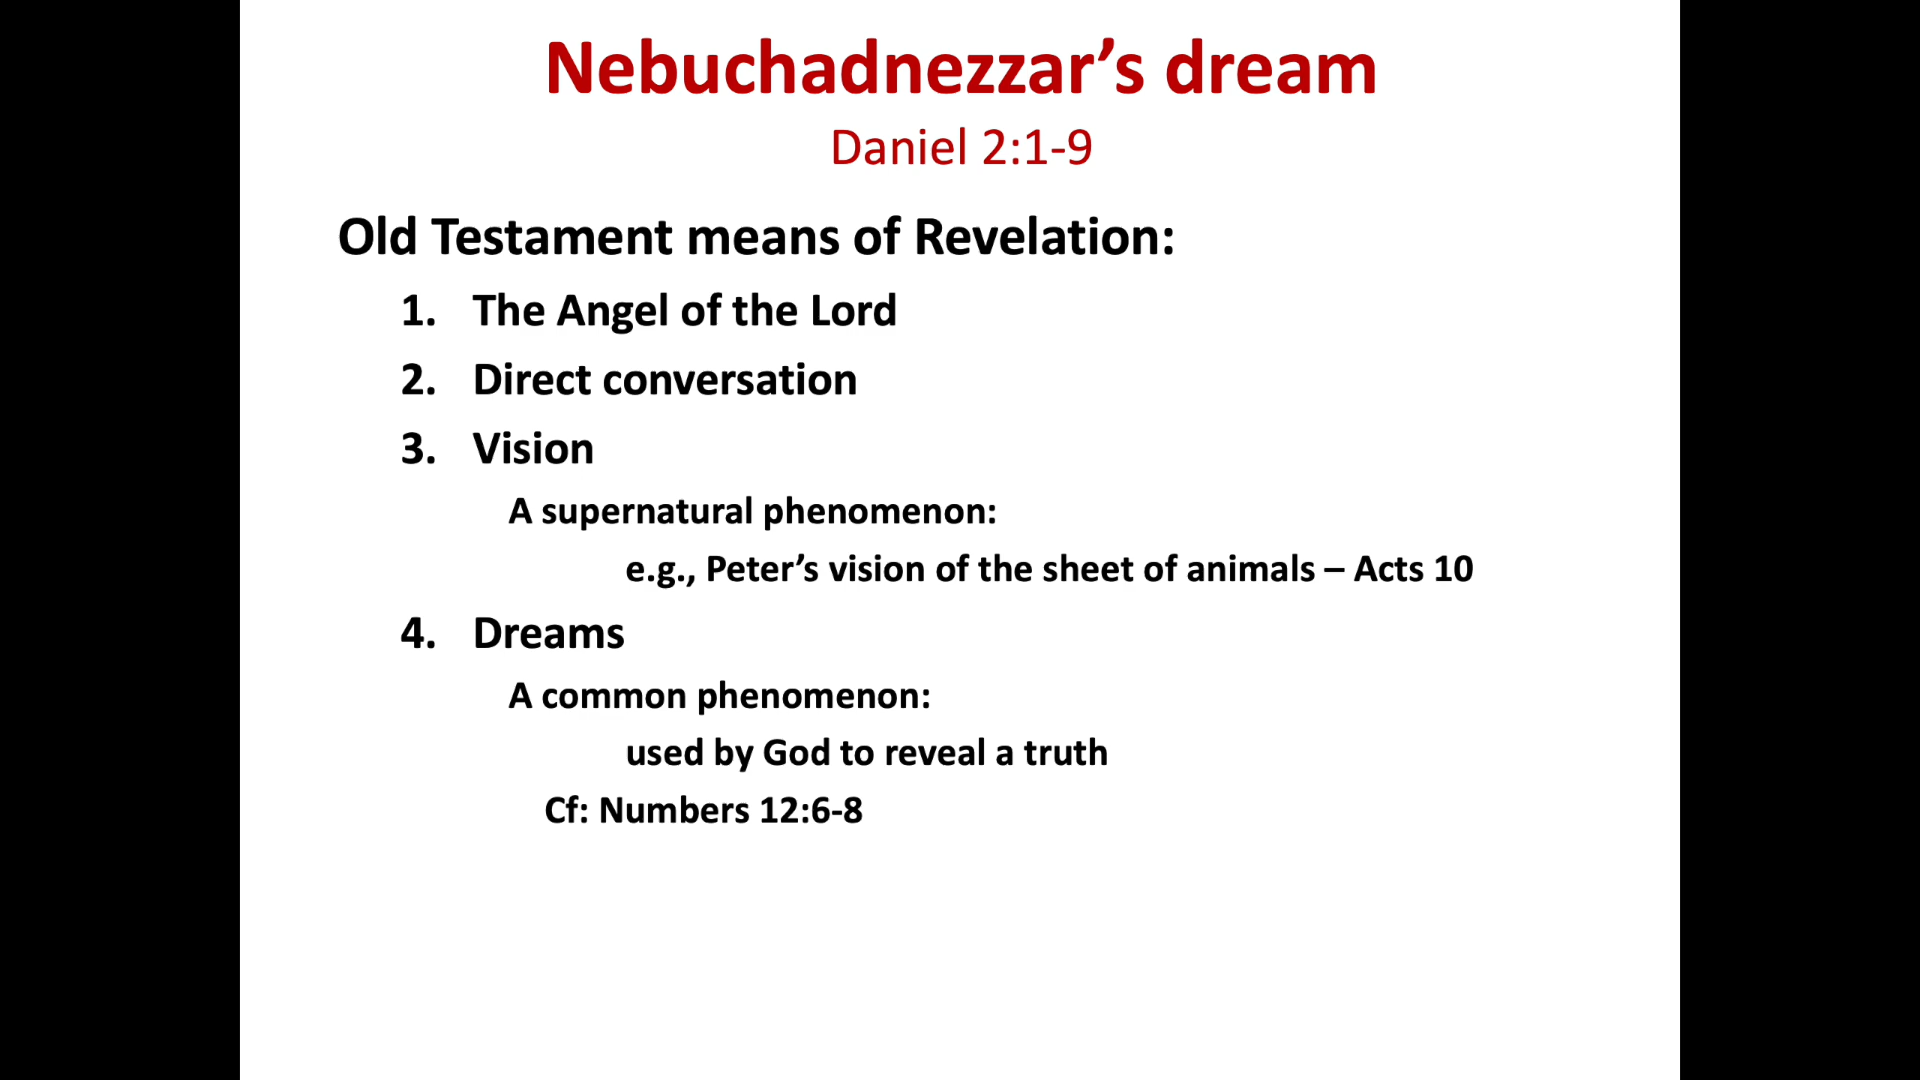 Nebuchadnezzar’s dream
Daniel 2:1-9
Old Testament means of Revelation:
1. The Angel of the Lord
2. Direct conversation
3. Vision
A supernatural phenomenon:
e.g., Peter’s vision of the sheet of animals – Acts 10
4. Dreams
A common phenomenon:
used by God to reveal a truth
Cf: Numbers 12:6-8